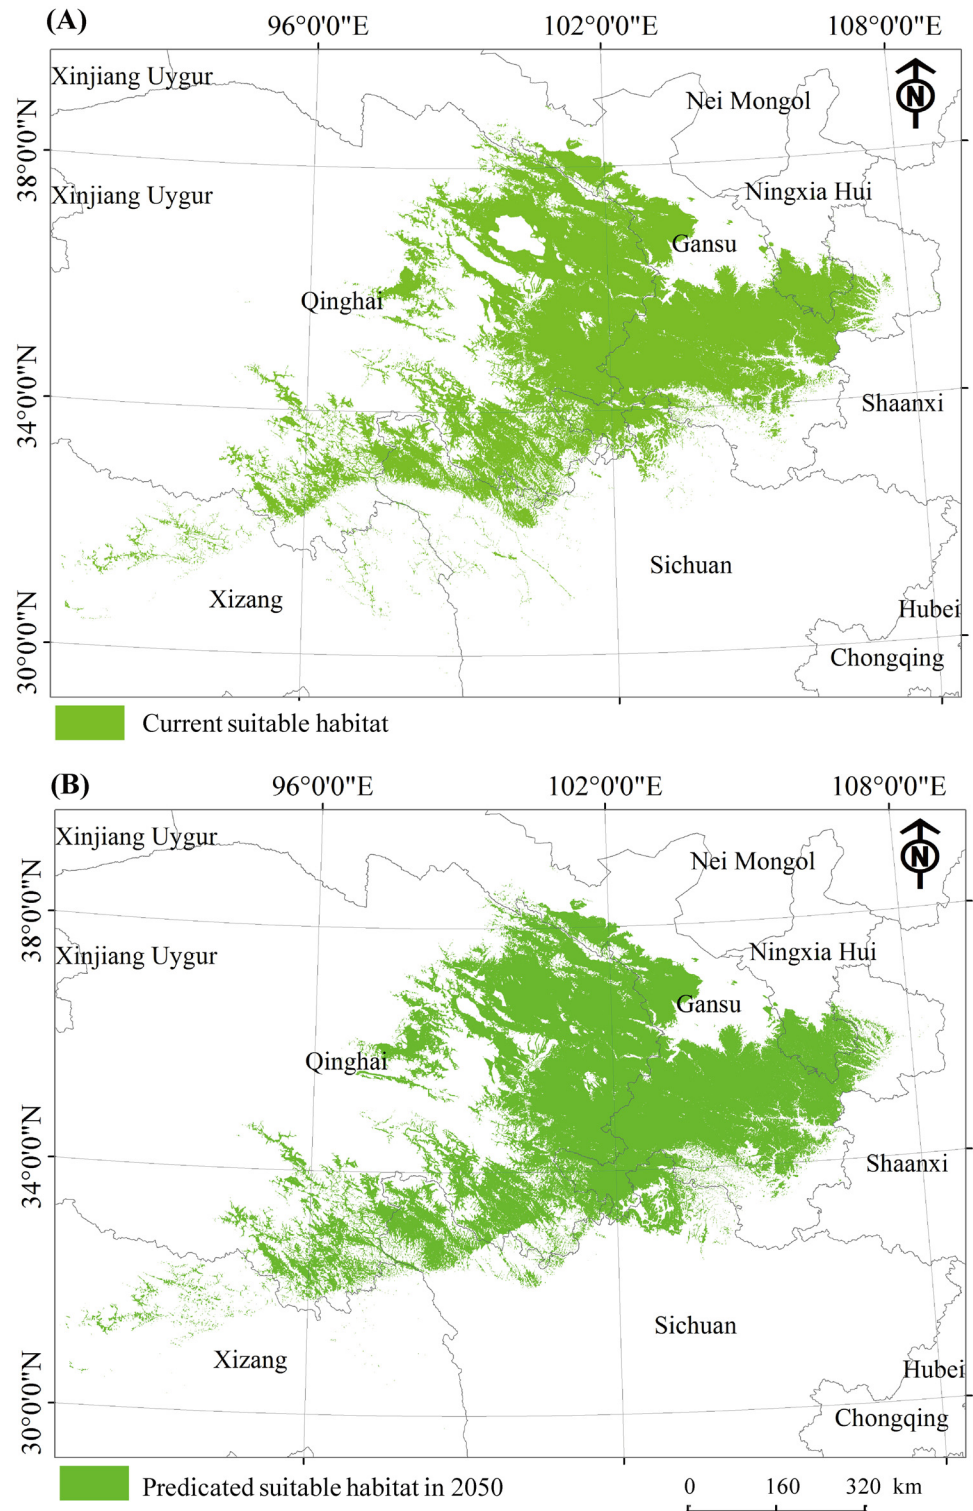 (A)
96°0'0"E 102°0'0"E 108°0'0"E
Xinjiang Uygur
Nei Mongol
N
38°0'0"N
Xinjiang Uygur
Ningxia Hui
Gansu
Qinghai
34°0'0"N
Shaanxi
Sichuan
Xizang
Hubei
30°0'0"N
Chongqing
Current suitable habitat
(B)
96°0'0"E 102°0'0"E 108°0'0"E
Xinjiang Uygur
Nei Mongol
N
38°0'0"N
Xinjiang Uygur
Ningxia Hui
Gansu
Qinghai
34°0'0"N
Shaanxi
Sichuan
Xizang
Hubei
30°0'0"N
Chongqing
Predicated suitable habitat in 2050
0 160 320 km